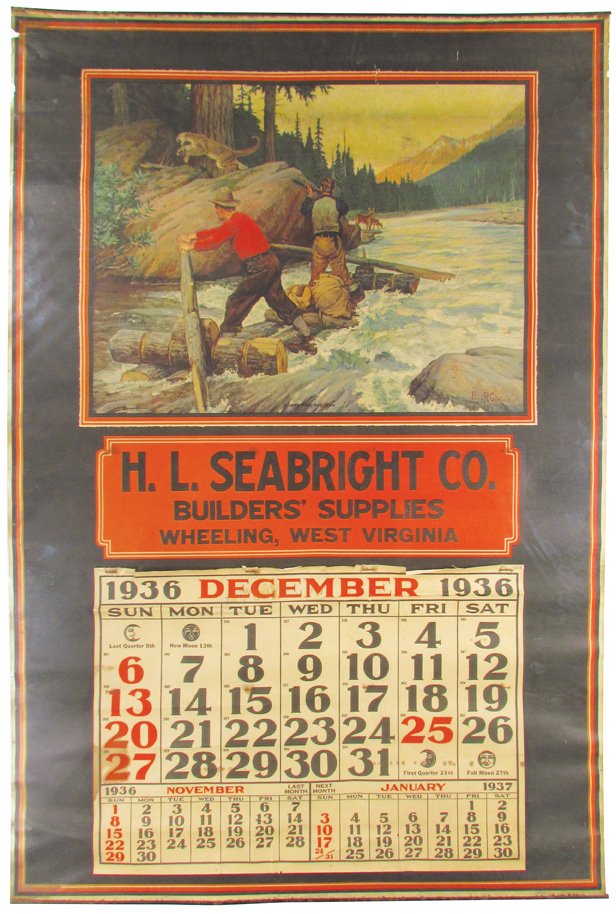 H. L. SEABRIGHT CO.
BUILDERS' SUPPLIES
WHEELING, WEST VIRGINIA
1936 DECEMBER 1936
SUN MON TUE WED THU FRI SAT
Last Quarter 5th New Moon 13th 1 2 3 4 5
6 7 8 9 10 11 12
13 14 15 16 17 18 19
20 21 22 23 24 25 26
27 28 29 30 31 First Quarter 21st Full Moon 27th
1936 NOVEMBER LAST MONTH
SUN MON TUE WED THU FRI SAT
1 2 3 4 5 6 7
8 9 10 11 12 13 14
15 16 17 18 19 20 21
22 23 24 25 26 27 28
29 30
NEXT MONTH JANUARY 1937
SUN MON TUE WED THU FRI SAT
1 2
3 4 5 6 7 8 9
10 11 12 13 14 15 16
17 18 19 20 21 22 23
24/31 25 26 27 28 29 30